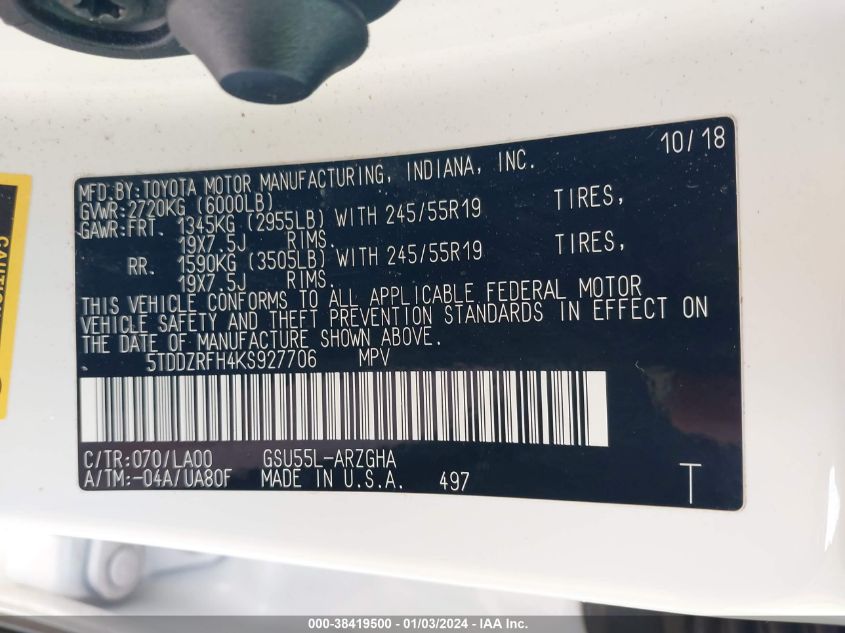 10/18
MFD.BY:TOYOTA MOTOR MANUFACTURING, INDIANA, INC.
GVWR:2720KG (6000LB)
GAWR:FRT. 1345KG (2955LB) WITH 245/55R19 TIRES,
19X7.5J RIMS.
RR. 1590KG (3505LB) WITH 245/55R19 TIRES,
19X7.5J RIMS.
THIS VEHICLE CONFORMS TO ALL APPLICABLE FEDERAL MOTOR
VEHICLE SAFETY AND THEFT PREVENTION STANDARDS IN EFFECT ON
THE DATE OF MANUFACTURE SHOWN ABOVE.
5TDDZRFH4KS927706 MPV
C/TR:070/LA00 GSU55L-ARZGHA
A/TM:-04A/UA80F MADE IN U.S.A. 497 T
CAUTION
000-38419500 - 01/03/2024 - IAA Inc.